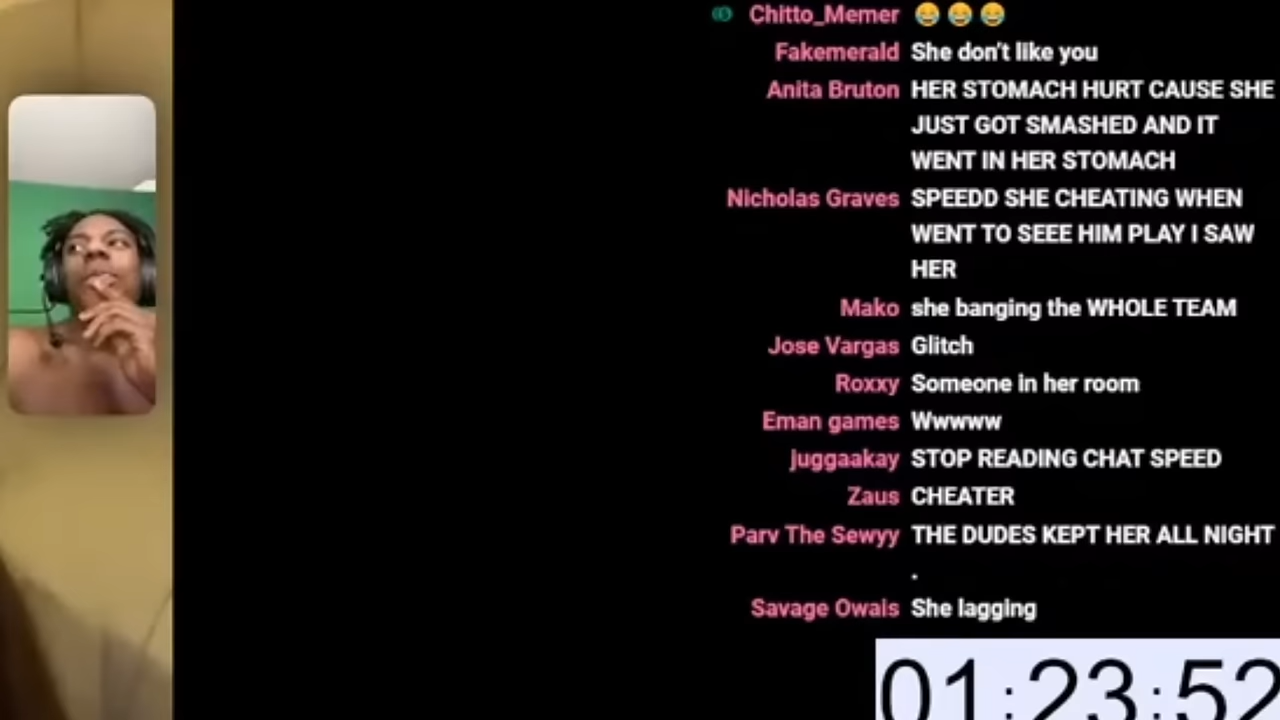 Chitto_Memer 😂 😂 😂
Fakemerald She don't like you
Anita Bruton HER STOMACH HURT CAUSE SHE
JUST GOT SMASHED AND IT
WENT IN HER STOMACH
Nicholas Graves SPEEDD SHE CHEATING WHEN
WENT TO SEEE HIM PLAY I SAW
HER
Mako she banging the WHOLE TEAM
Jose Vargas Glitch
Roxxy Someone in her room
Eman games Wwwww
juggaakay STOP READING CHAT SPEED
Zaus CHEATER
Parv The Sewyy THE DUDES KEPT HER ALL NIGHT
.
Savage Owais She lagging
01:23:52